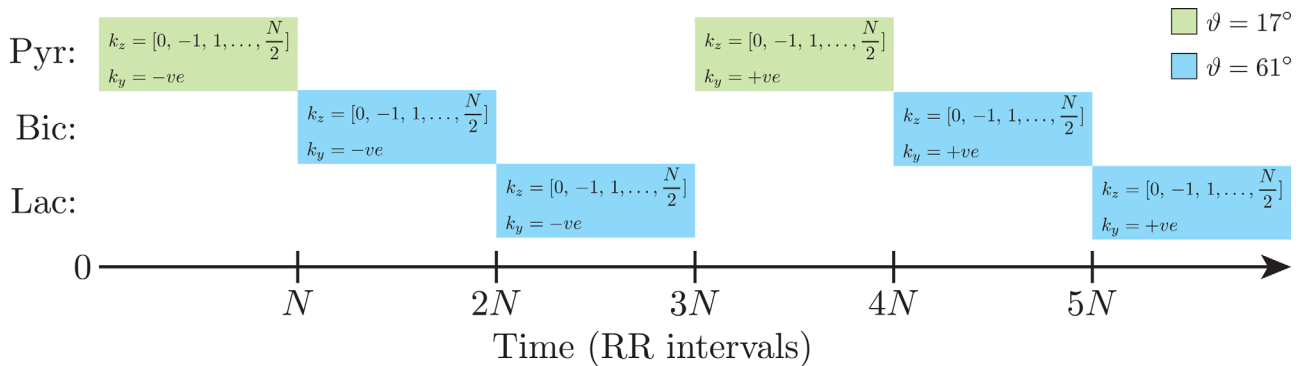 Pyr:
k_z = [0, −1, 1, …, N/2]
k_y = −ve
k_z = [0, −1, 1, …, N/2]
k_y = +ve
ϑ = 17°
ϑ = 61°
Bic:
k_z = [0, −1, 1, …, N/2]
k_y = −ve
k_z = [0, −1, 1, …, N/2]
k_y = +ve
Lac:
k_z = [0, −1, 1, …, N/2]
k_y = −ve
k_z = [0, −1, 1, …, N/2]
k_y = +ve
0
N 2N 3N 4N 5N
Time (RR intervals)